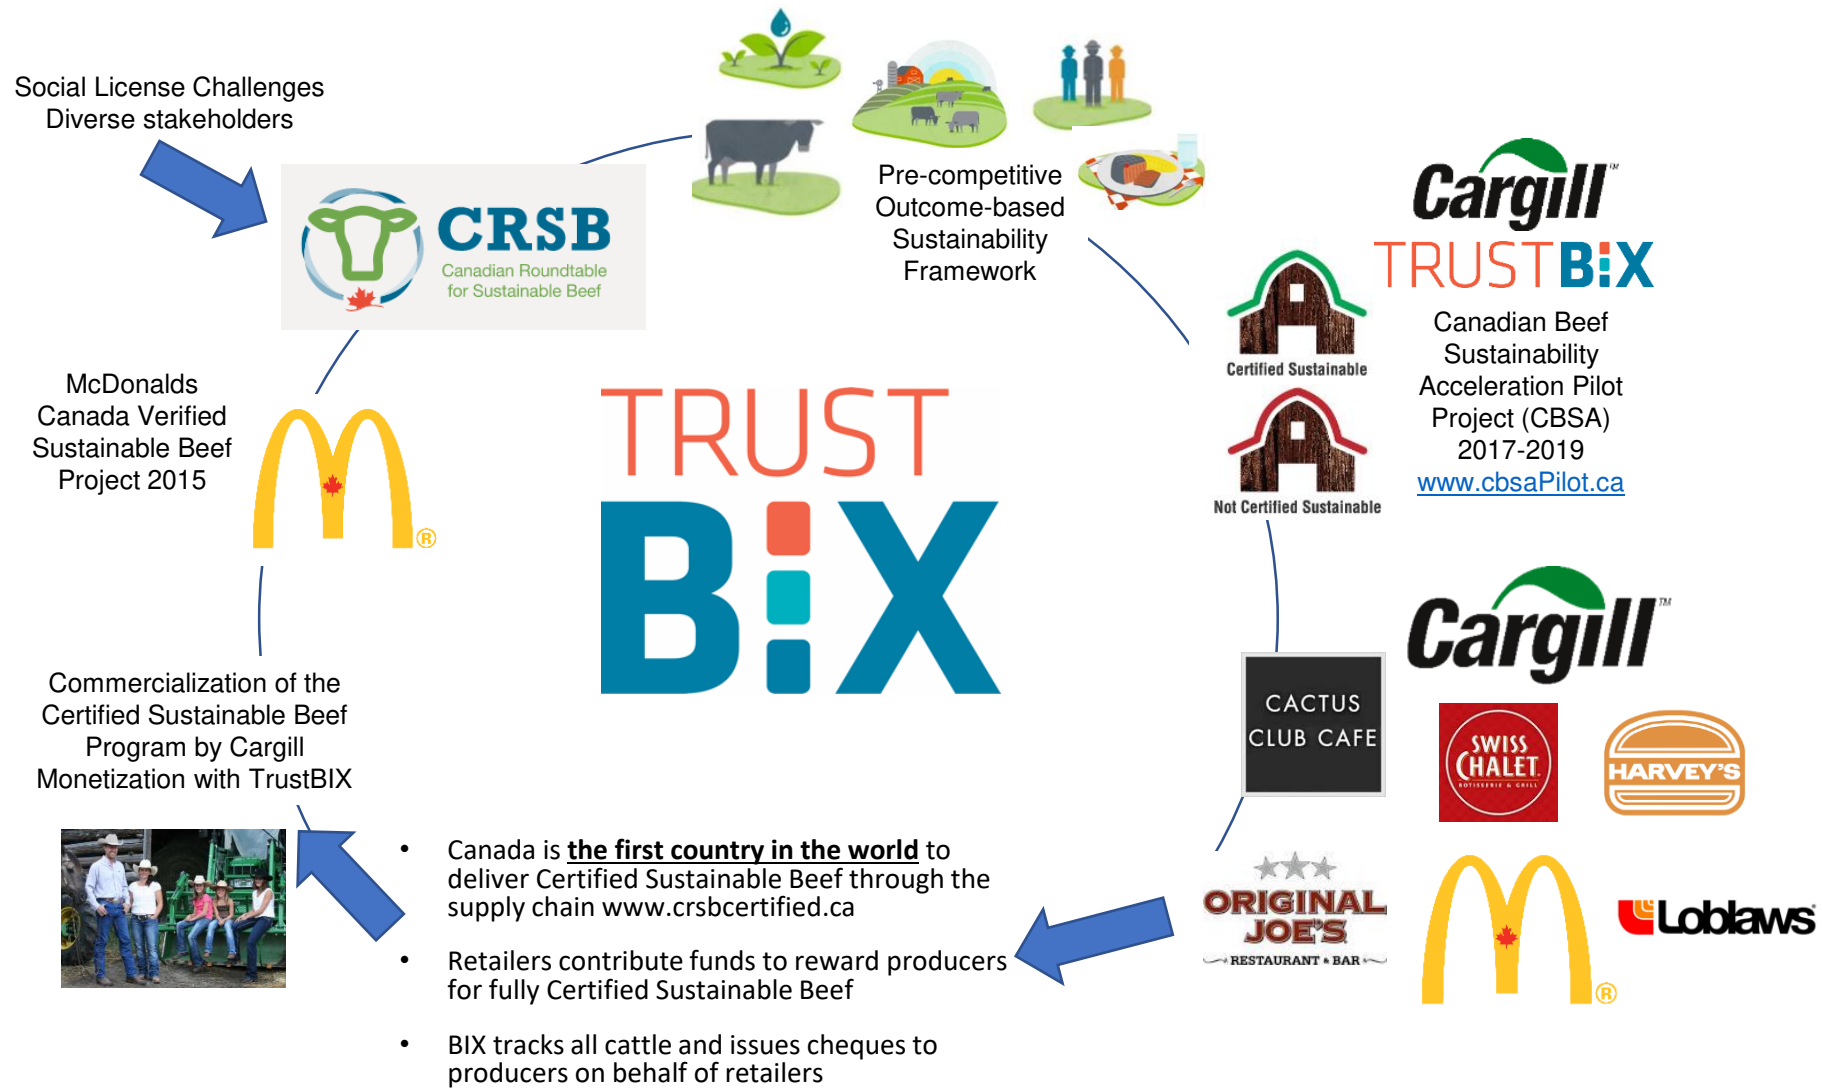 Social License Challenges
Diverse stakeholders
CRSB
Canadian Roundtable
for Sustainable Beef
Pre-competitive
Outcome-based
Sustainability
Framework
Cargill™
TRUSTBIX
Canadian Beef
Sustainability
Acceleration Pilot
Project (CBSA)
2017-2019
www.cbsaPilot.ca
Certified Sustainable
Not Certified Sustainable
McDonalds
Canada Verified
Sustainable Beef
Project 2015
®
TRUST
BIX
Cargill™
CACTUS
CLUB CAFE
SWISS
CHALET
ROTISSERIE & GRILL
HARVEY'S
ORIGINAL
JOE'S
RESTAURANT & BAR
®
Loblaws
Commercialization of the
Certified Sustainable Beef
Program by Cargill
Monetization with TrustBIX
• Canada is the first country in the world to
deliver Certified Sustainable Beef through the
supply chain www.crsbcertified.ca
• Retailers contribute funds to reward producers
for fully Certified Sustainable Beef
• BIX tracks all cattle and issues cheques to
producers on behalf of retailers